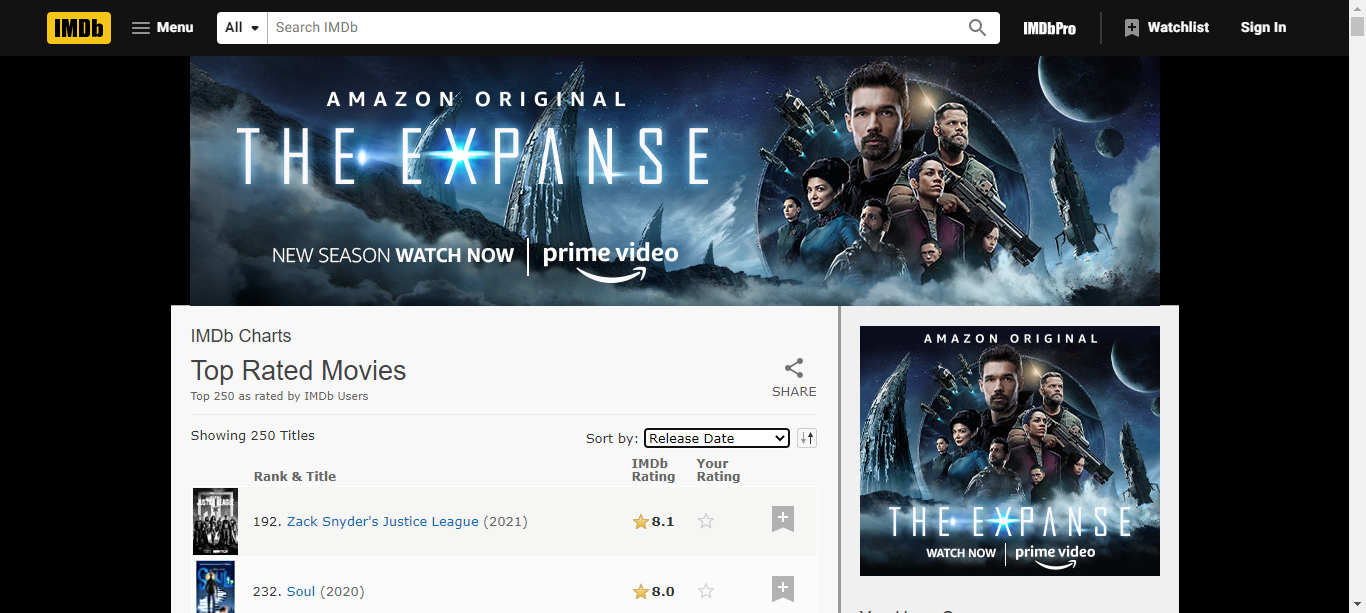 IMDb Menu All Search IMDb IMDbPro Watchlist Sign In
AMAZON ORIGINAL
THE EXPANSE
NEW SEASON WATCH NOW prime video
IMDb Charts
Top Rated Movies
Top 250 as rated by IMDb Users
SHARE
Showing 250 Titles
Sort by: Release Date
Rank & Title IMDb Rating Your Rating
JUSTICE LEAGUE
192. Zack Snyder's Justice League (2021) 8.1
SOUL
232. Soul (2020) 8.0
AMAZON ORIGINAL
THE EXPANSE
WATCH NOW prime video